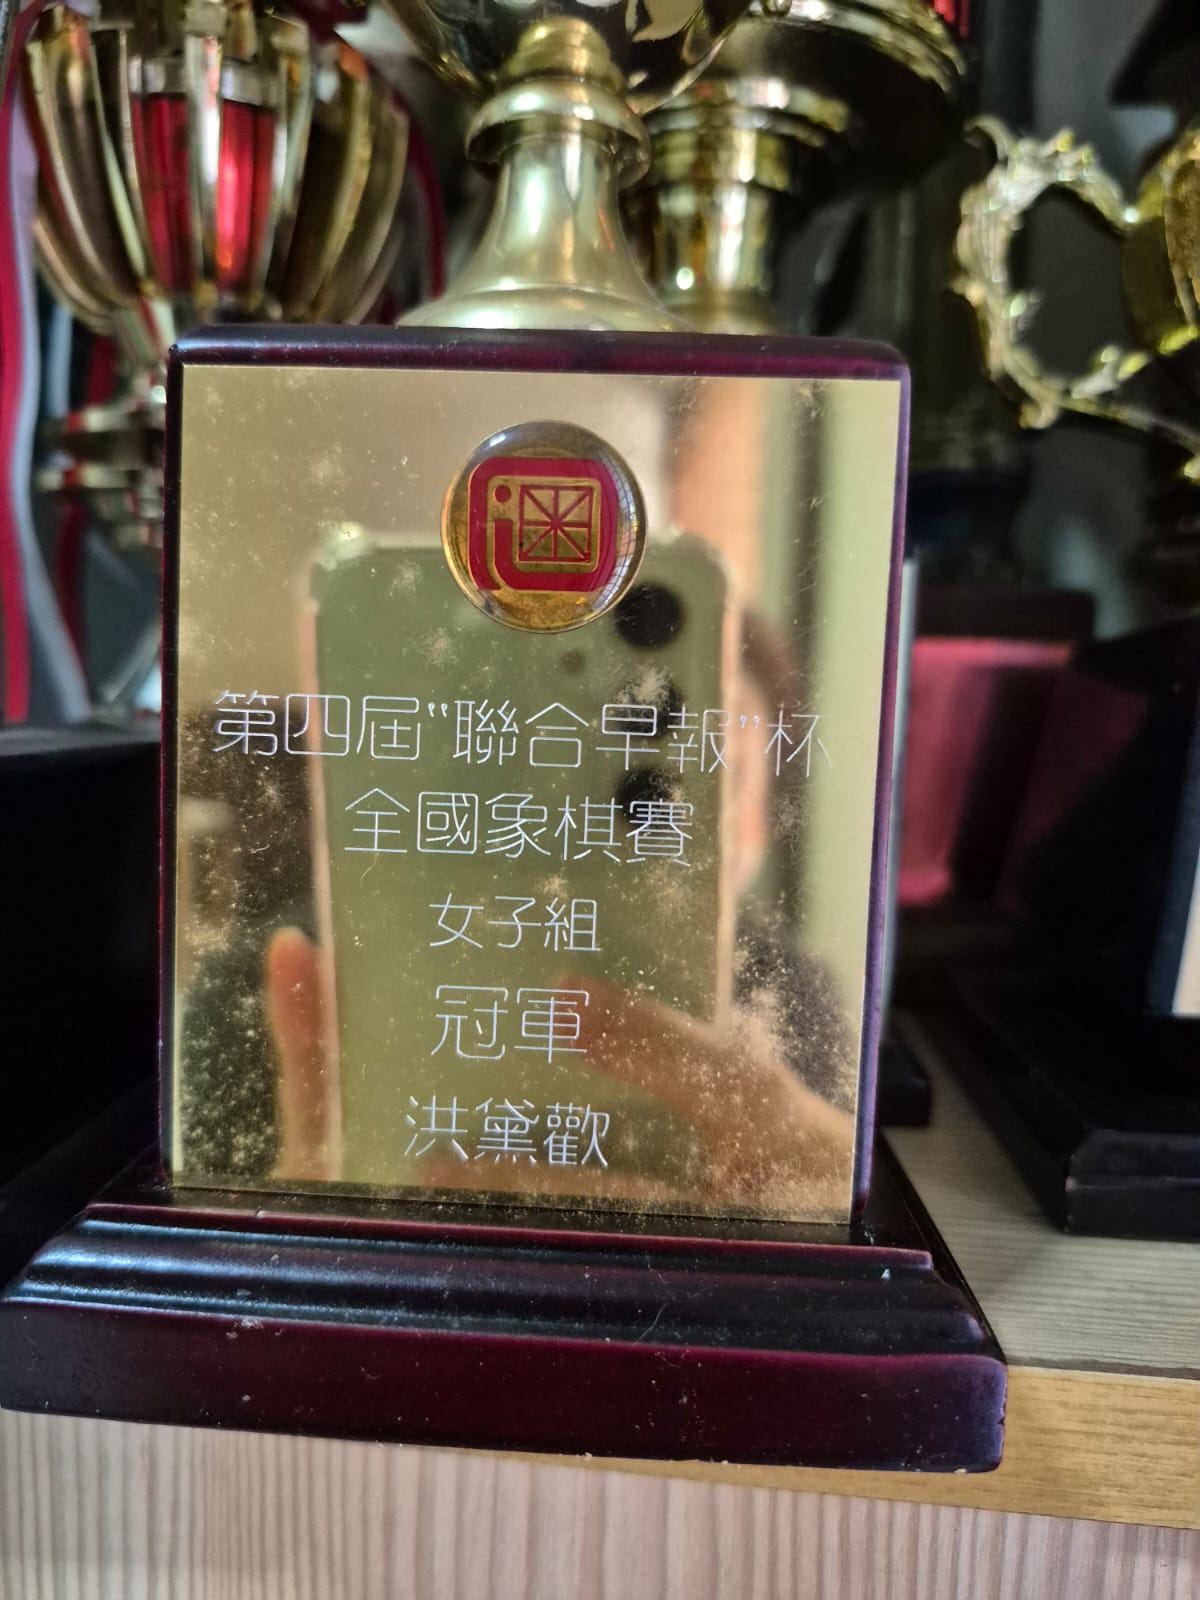 第四屆“聯合早報”杯
全國象棋賽
女子組
冠軍
洪黛歡